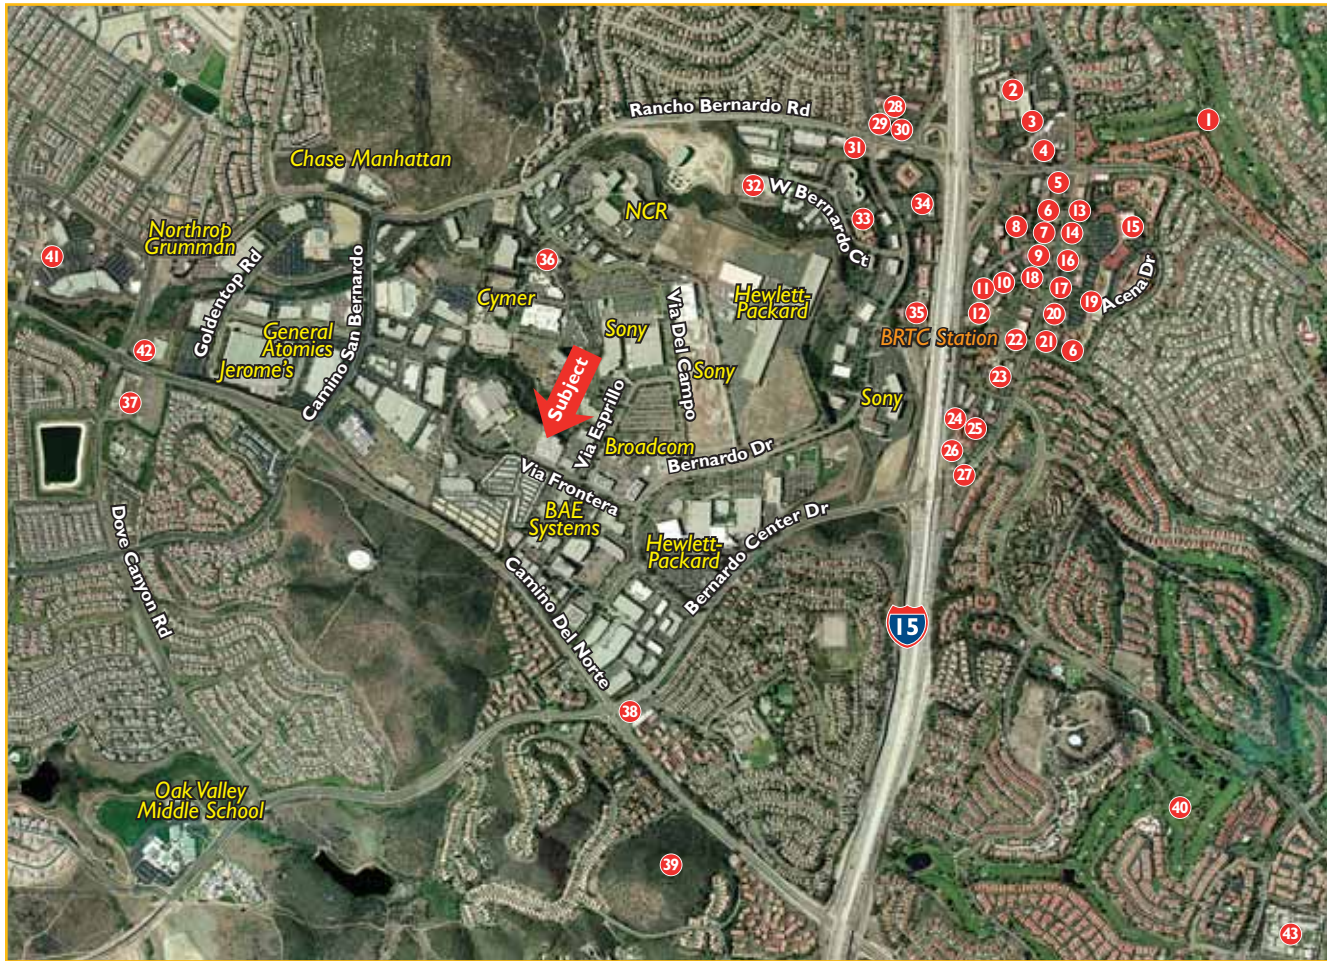 Rancho Bernardo Rd
28
29
30
31
2
3
1
4
Chase Manhattan
5
32
W Bernardo Ct
NCR
34
33
6
13
8
7
14
15
Northrop
Grumman
41
Goldentop Rd
Camino San Bernardo
36
9
16
18
10
11
17
19
Acena Dr
Cymer
Via Del Campo
Hewlett-
Packard
12
20
35
BRTC Station
General
Atomics
Jerome's
Sony
42
22
21
6
Subject
Sony
23
37
Via Esprillo
Sony
24
25
Broadcom
Bernardo Dr
26
27
Via Frontera
BAE
Systems
Dove Canyon Rd
Hewlett-
Packard
Bernardo Center Dr
Camino Del Norte
15
38
Oak Valley
Middle School
40
39
43